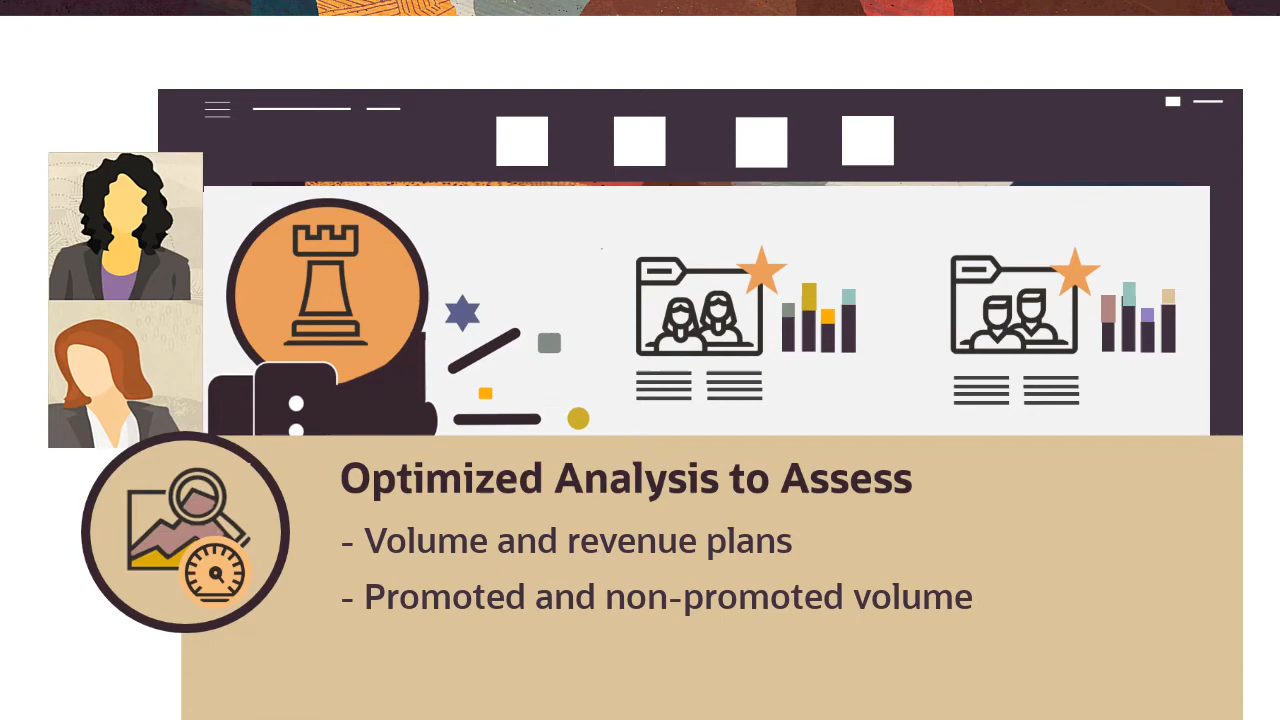 Optimized Analysis to Assess
- Volume and revenue plans
- Promoted and non-promoted volume